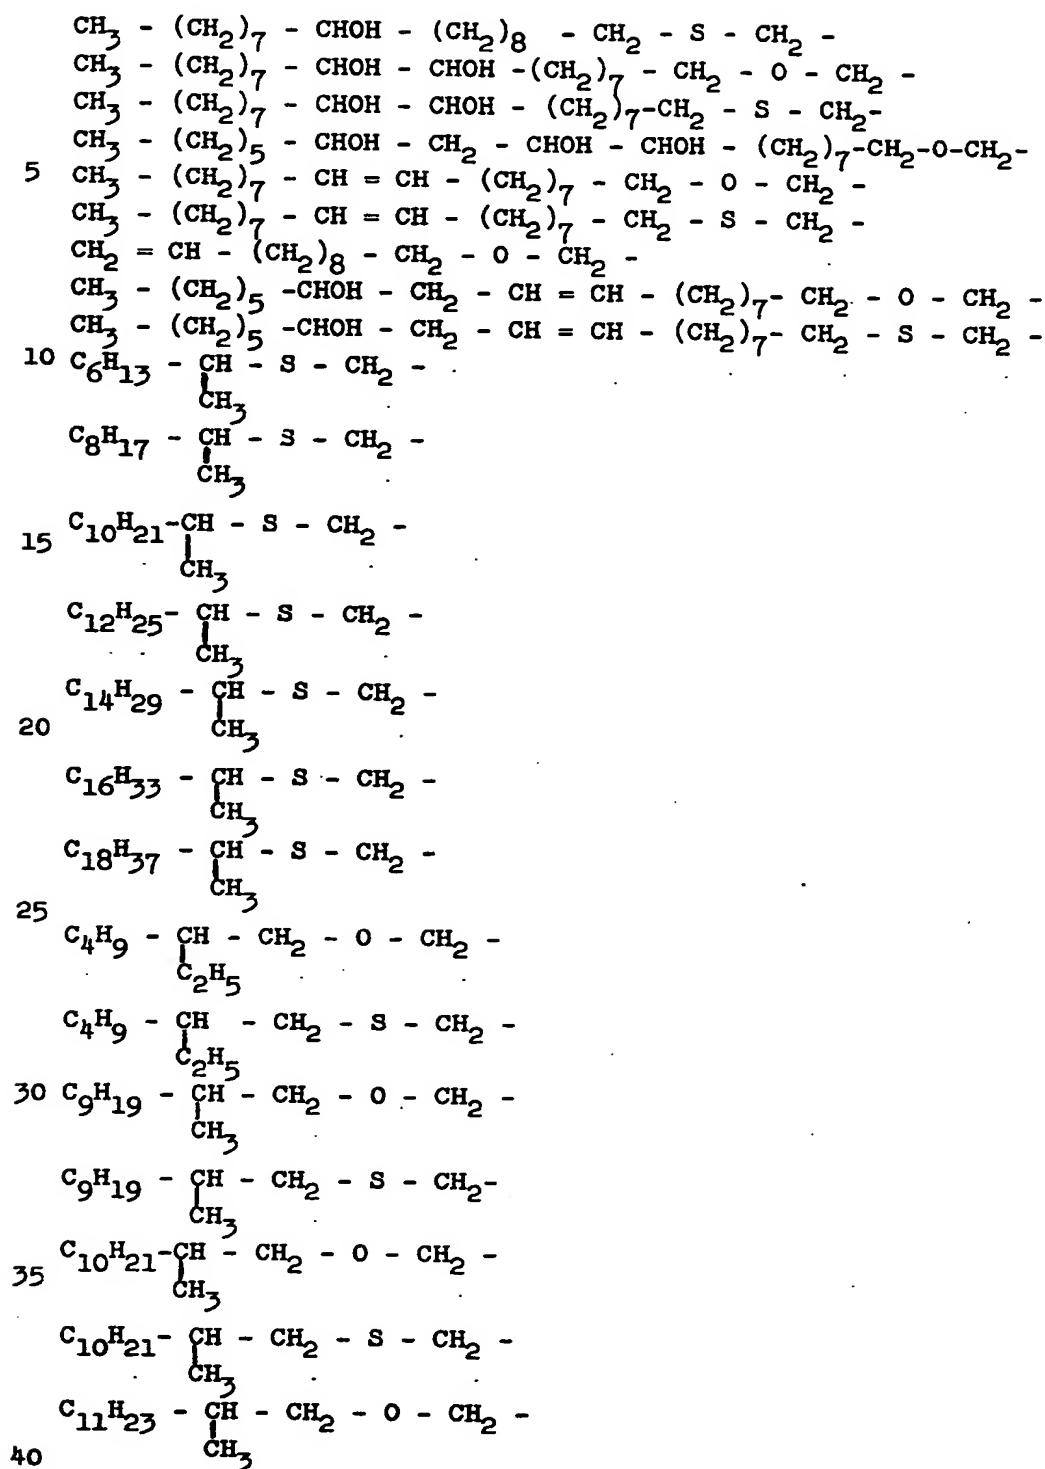 CH3 - (CH2)7 - CHOH - (CH2)8 - CH2 - S - CH2 -
CH3 - (CH2)7 - CHOH - CHOH -(CH2)7 - CH2 - O - CH2 -
CH3 - (CH2)7 - CHOH - CHOH - (CH2)7-CH2 - S - CH2-
CH3 - (CH2)5 - CHOH - CH2 - CHOH - CHOH - (CH2)7-CH2-O-CH2-
5 CH3 - (CH2)7 - CH = CH - (CH2)7 - CH2 - O - CH2 -
CH3 - (CH2)7 - CH = CH - (CH2)7 - CH2 - S - CH2 -
CH2 = CH - (CH2)8 - CH2 - O - CH2 -
CH3 - (CH2)5 -CHOH - CH2 - CH = CH - (CH2)7- CH2 - O - CH2 -
CH3 - (CH2)5 -CHOH - CH2 - CH = CH - (CH2)7- CH2 - S - CH2 -
10 C6H13 - CH - S - CH2 -
CH3
C8H17 - CH - S - CH2 -
CH3
C10H21-CH - S - CH2 -
15
CH3
C12H25- CH - S - CH2 -
CH3
C14H29 - CH - S - CH2 -
20
CH3
C16H33 - CH - S - CH2 -
CH3
C18H37 - CH - S - CH2 -
CH3
25
C4H9 - CH - CH2 - O - CH2 -
C2H5
C4H9 - CH - CH2 - S - CH2 -
C2H5
30 C9H19 - CH - CH2 - O - CH2 -
CH3
C9H19 - CH - CH2 - S - CH2-
CH3
C10H21-CH - CH2 - O - CH2 -
35
CH3
C10H21- CH - CH2 - S - CH2 -
CH3
C11H23 - CH - CH2 - O - CH2 -
CH3
40